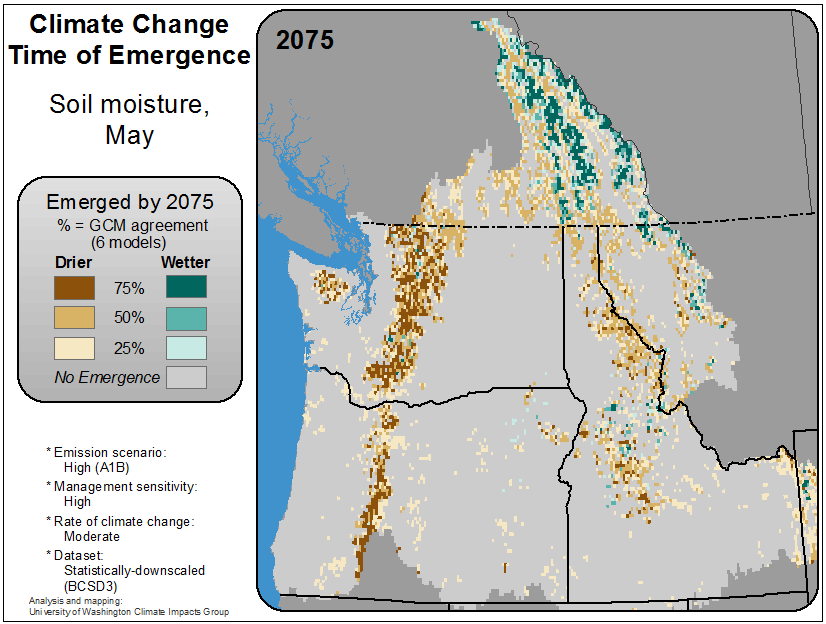 Climate Change
Time of Emergence
Soil moisture,
May
2075
Emerged by 2075
% = GCM agreement
(6 models)
Drier Wetter
75%
50%
25%
No Emergence
* Emission scenario:
High (A1B)
* Management sensitivity:
High
* Rate of climate change:
Moderate
* Dataset:
Statistically-downscaled
(BCSD3)
Analysis and mapping:
University of Washington Climate Impacts Group